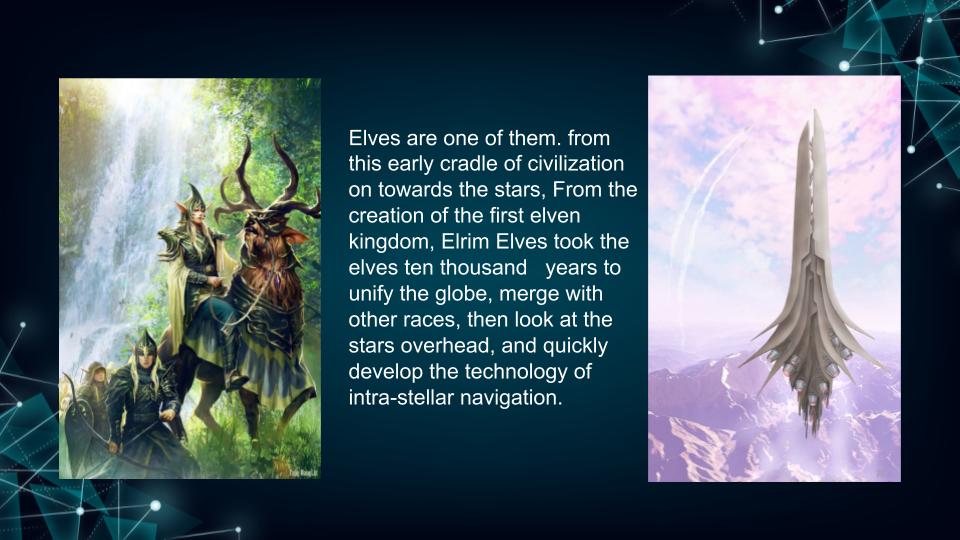 Elves are one of them. from
this early cradle of civilization
on towards the stars, From the
creation of the first elven
kingdom, Elrim Elves took the
elves ten thousand   years to
unify the globe, merge with
other races, then look at the
stars overhead, and quickly
develop the technology of
intra-stellar navigation.